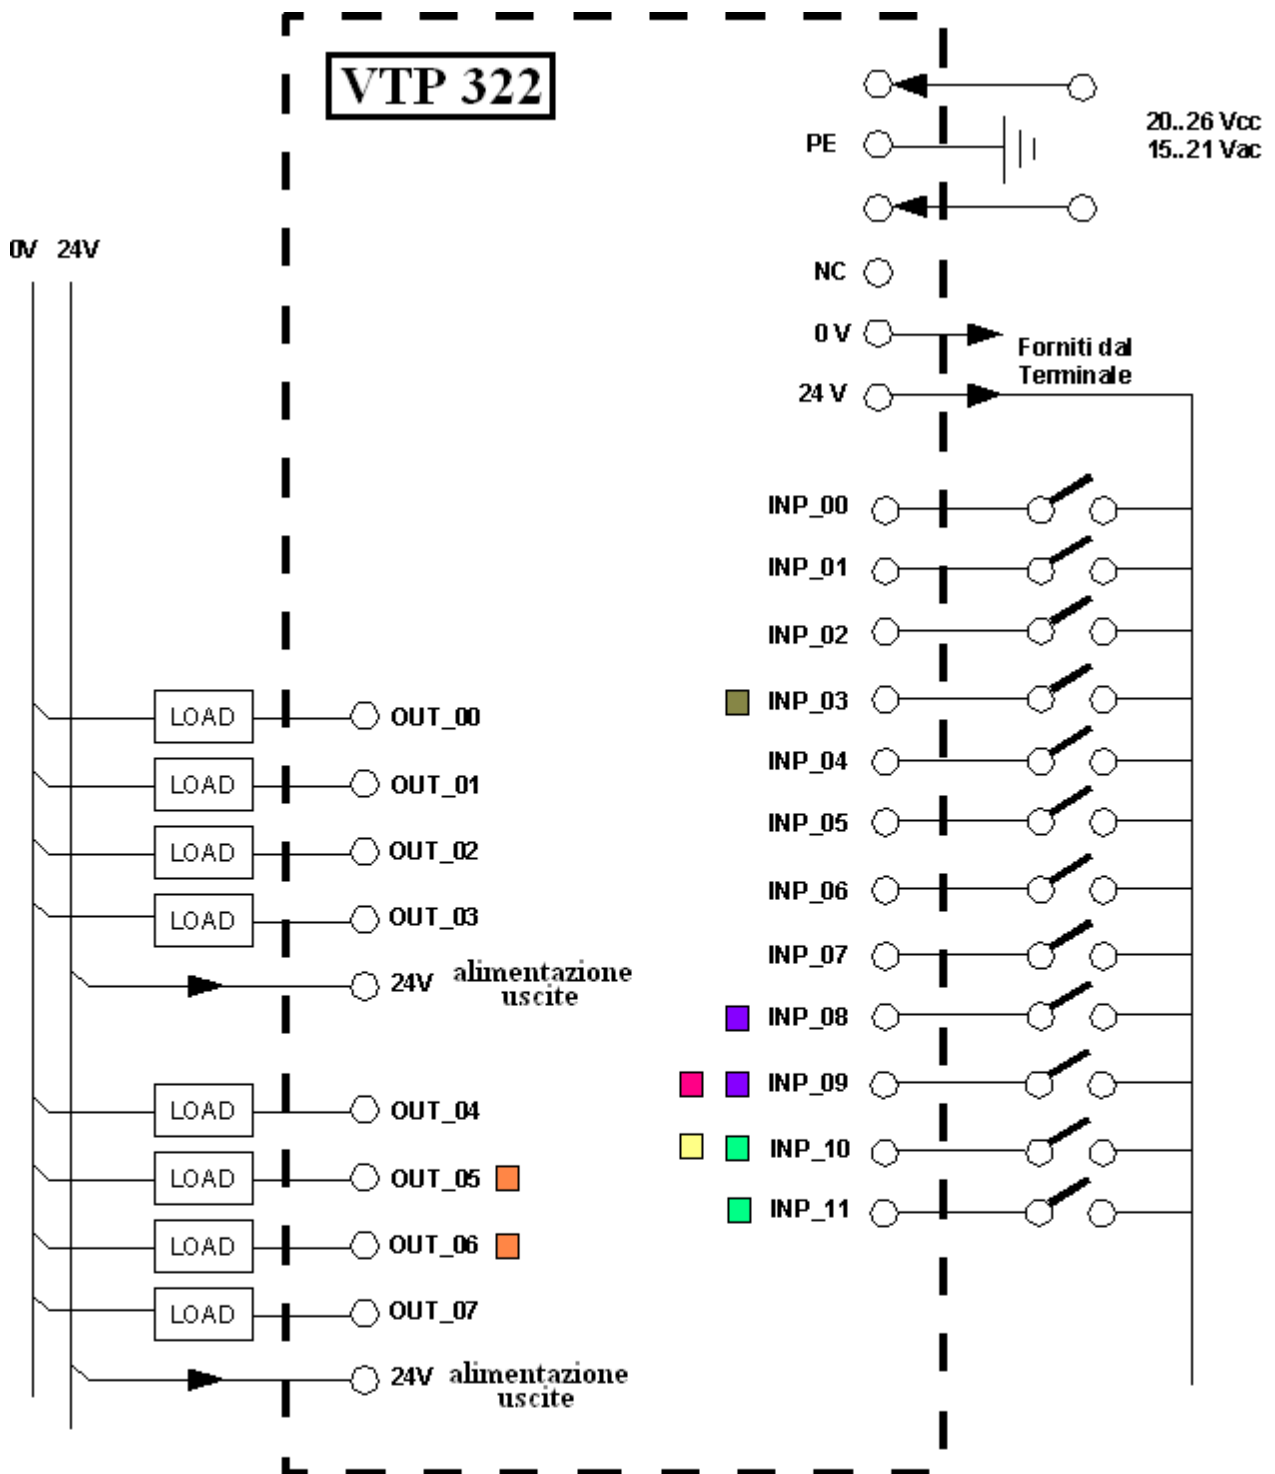 VTP 322
20..26 Vcc
15..21 Vac
PE
NC
0 V
Forniti dal
Terminale
24 V
0V 24V
INP_00
INP_01
INP_02
INP_03
INP_04
INP_05
INP_06
INP_07
INP_08
INP_09
INP_10
INP_11
LOAD OUT_00
LOAD OUT_01
LOAD OUT_02
LOAD OUT_03
24V alimentazione
uscite
LOAD OUT_04
LOAD OUT_05
LOAD OUT_06
LOAD OUT_07
24V alimentazione
uscite